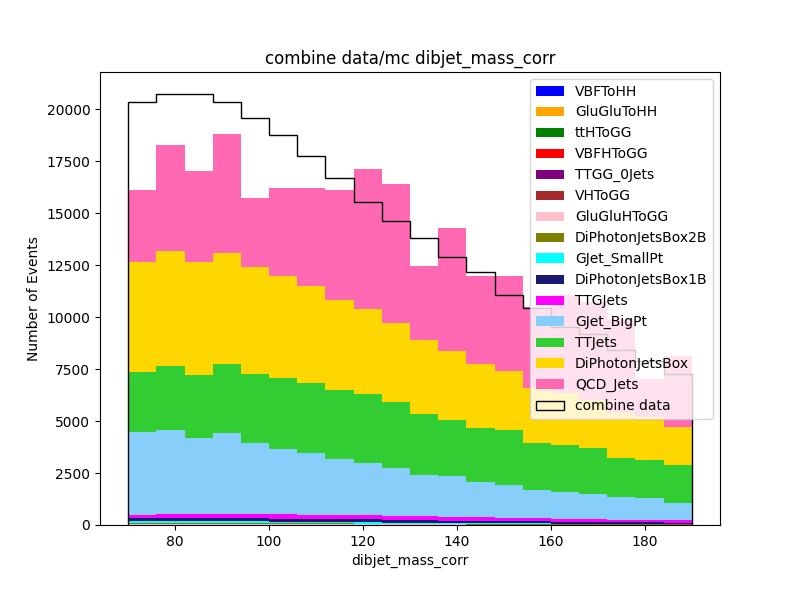 combine data/mc dibjet_mass_corr
Number of Events
20000
17500
15000
12500
10000
7500
5000
2500
0
80
100
120
140
160
180
dibjet_mass_corr
VBFToHH
GluGluToHH
ttHToGG
VBFHToGG
TTGG_0Jets
VHToGG
GluGluHToGG
DiPhotonJetsBox2B
GJet_SmallPt
DiPhotonJetsBox1B
TTGJets
GJet_BigPt
TTJets
DiPhotonJetsBox
QCD_Jets
combine data